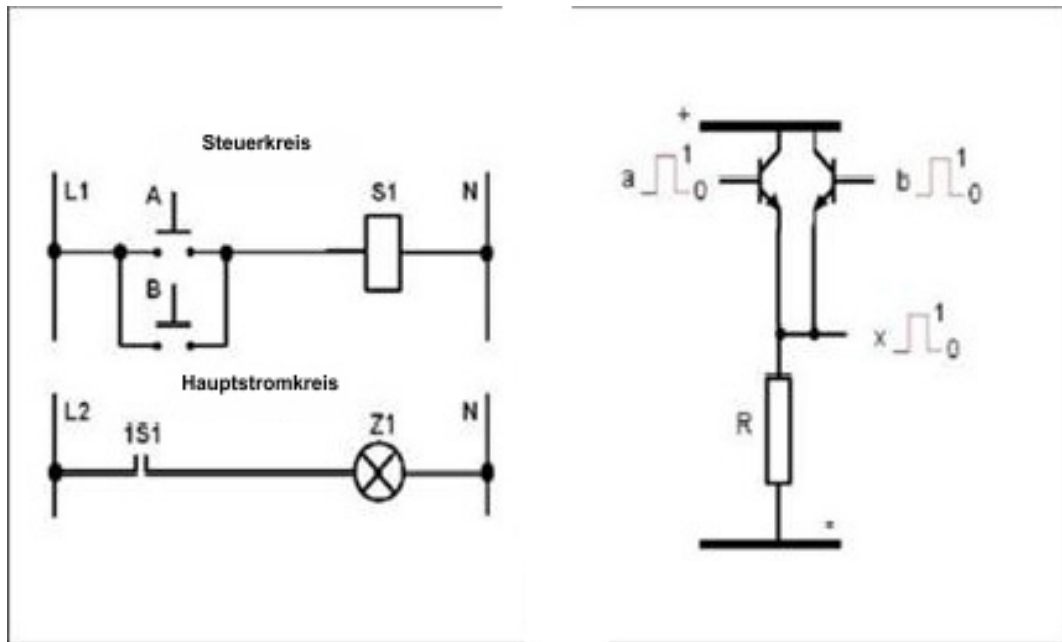 Steuerkreis
L1
A
S1
N
B
Hauptstromkreis
L2
1S1
Z1
N
+
a
1
0
b
1
0
x
1
0
R